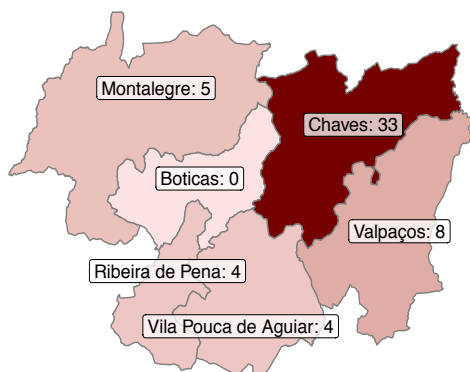 Montalegre: 5
Chaves: 33
Boticas: 0
Valpaços: 8
Ribeira de Pena: 4
Vila Pouca de Aguiar: 4